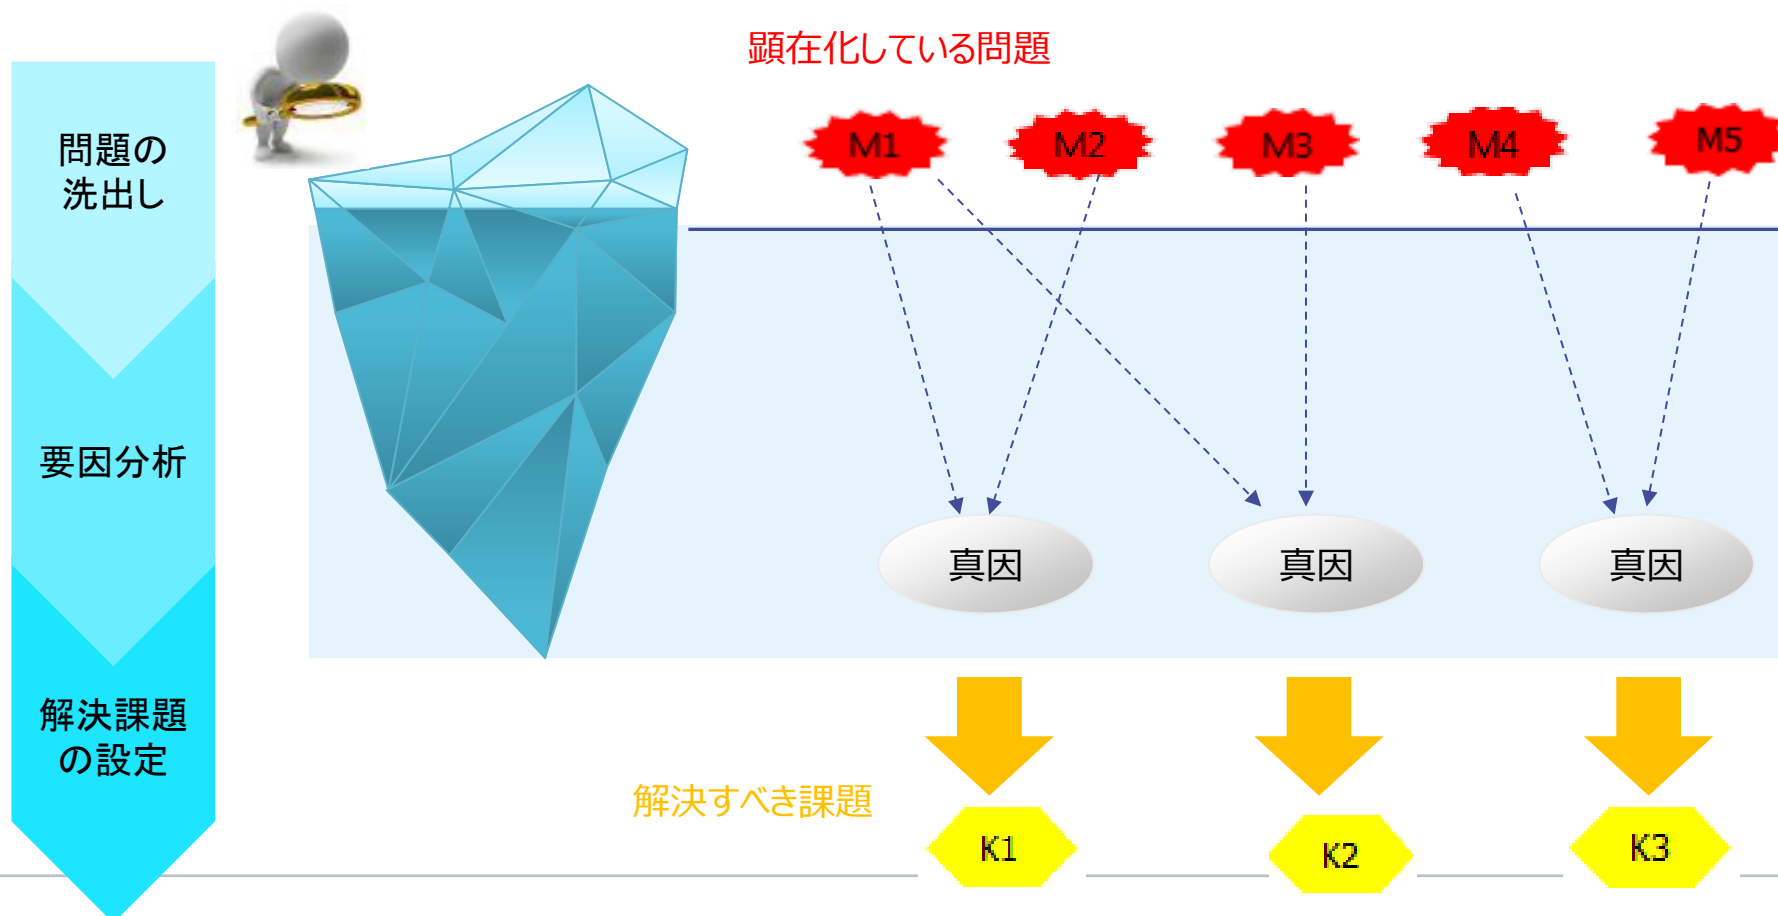 顕在化している問題
問題の
洗出し
M1
M2
M3
M4
M5
要因分析
真因
真因
真因
解決課題
の設定
解決すべき課題
K1
K2
K3